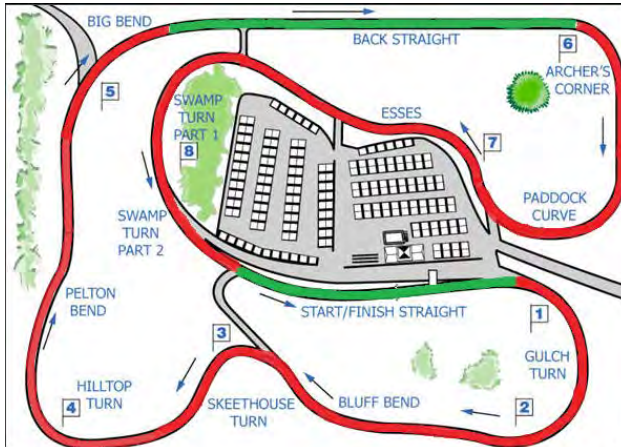 BIG BEND
BACK STRAIGHT
6
ARCHER'S
CORNER
5
SWAMP
TURN
PART 1
ESSES
7
8
PADDOCK
CURVE
SWAMP
TURN
PART 2
PELTON
BEND
START/FINISH STRAIGHT
1
3
GULCH
TURN
HILLTOP
TURN
4
SKEETHOUSE
TURN
BLUFF BEND
2